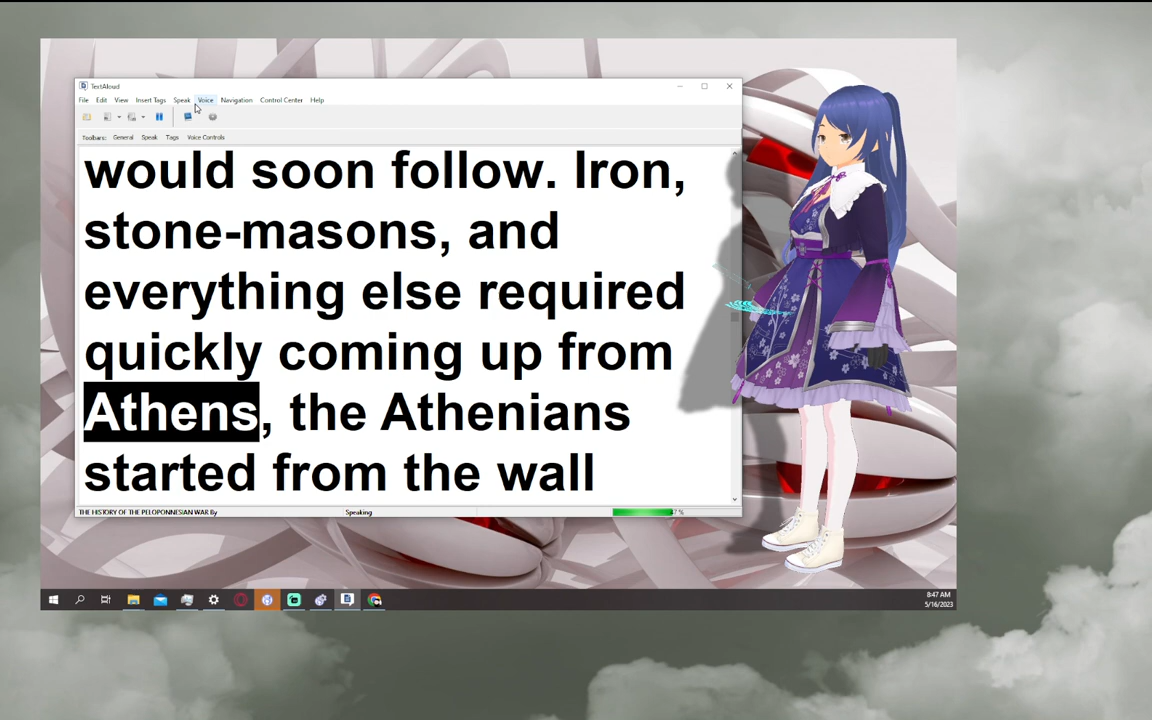 TextAloud
File Edit View Insert Tags Speak Voice Navigation Control Center Help
Toolbars: General Speak Tags Voice Controls
would soon follow. Iron,
stone-masons, and
everything else required
quickly coming up from
Athens, the Athenians
started from the wall
THE HISTORY OF THE PELOPONNESIAN WAR By Speaking 7 %
8:47 AM
5/16/2023